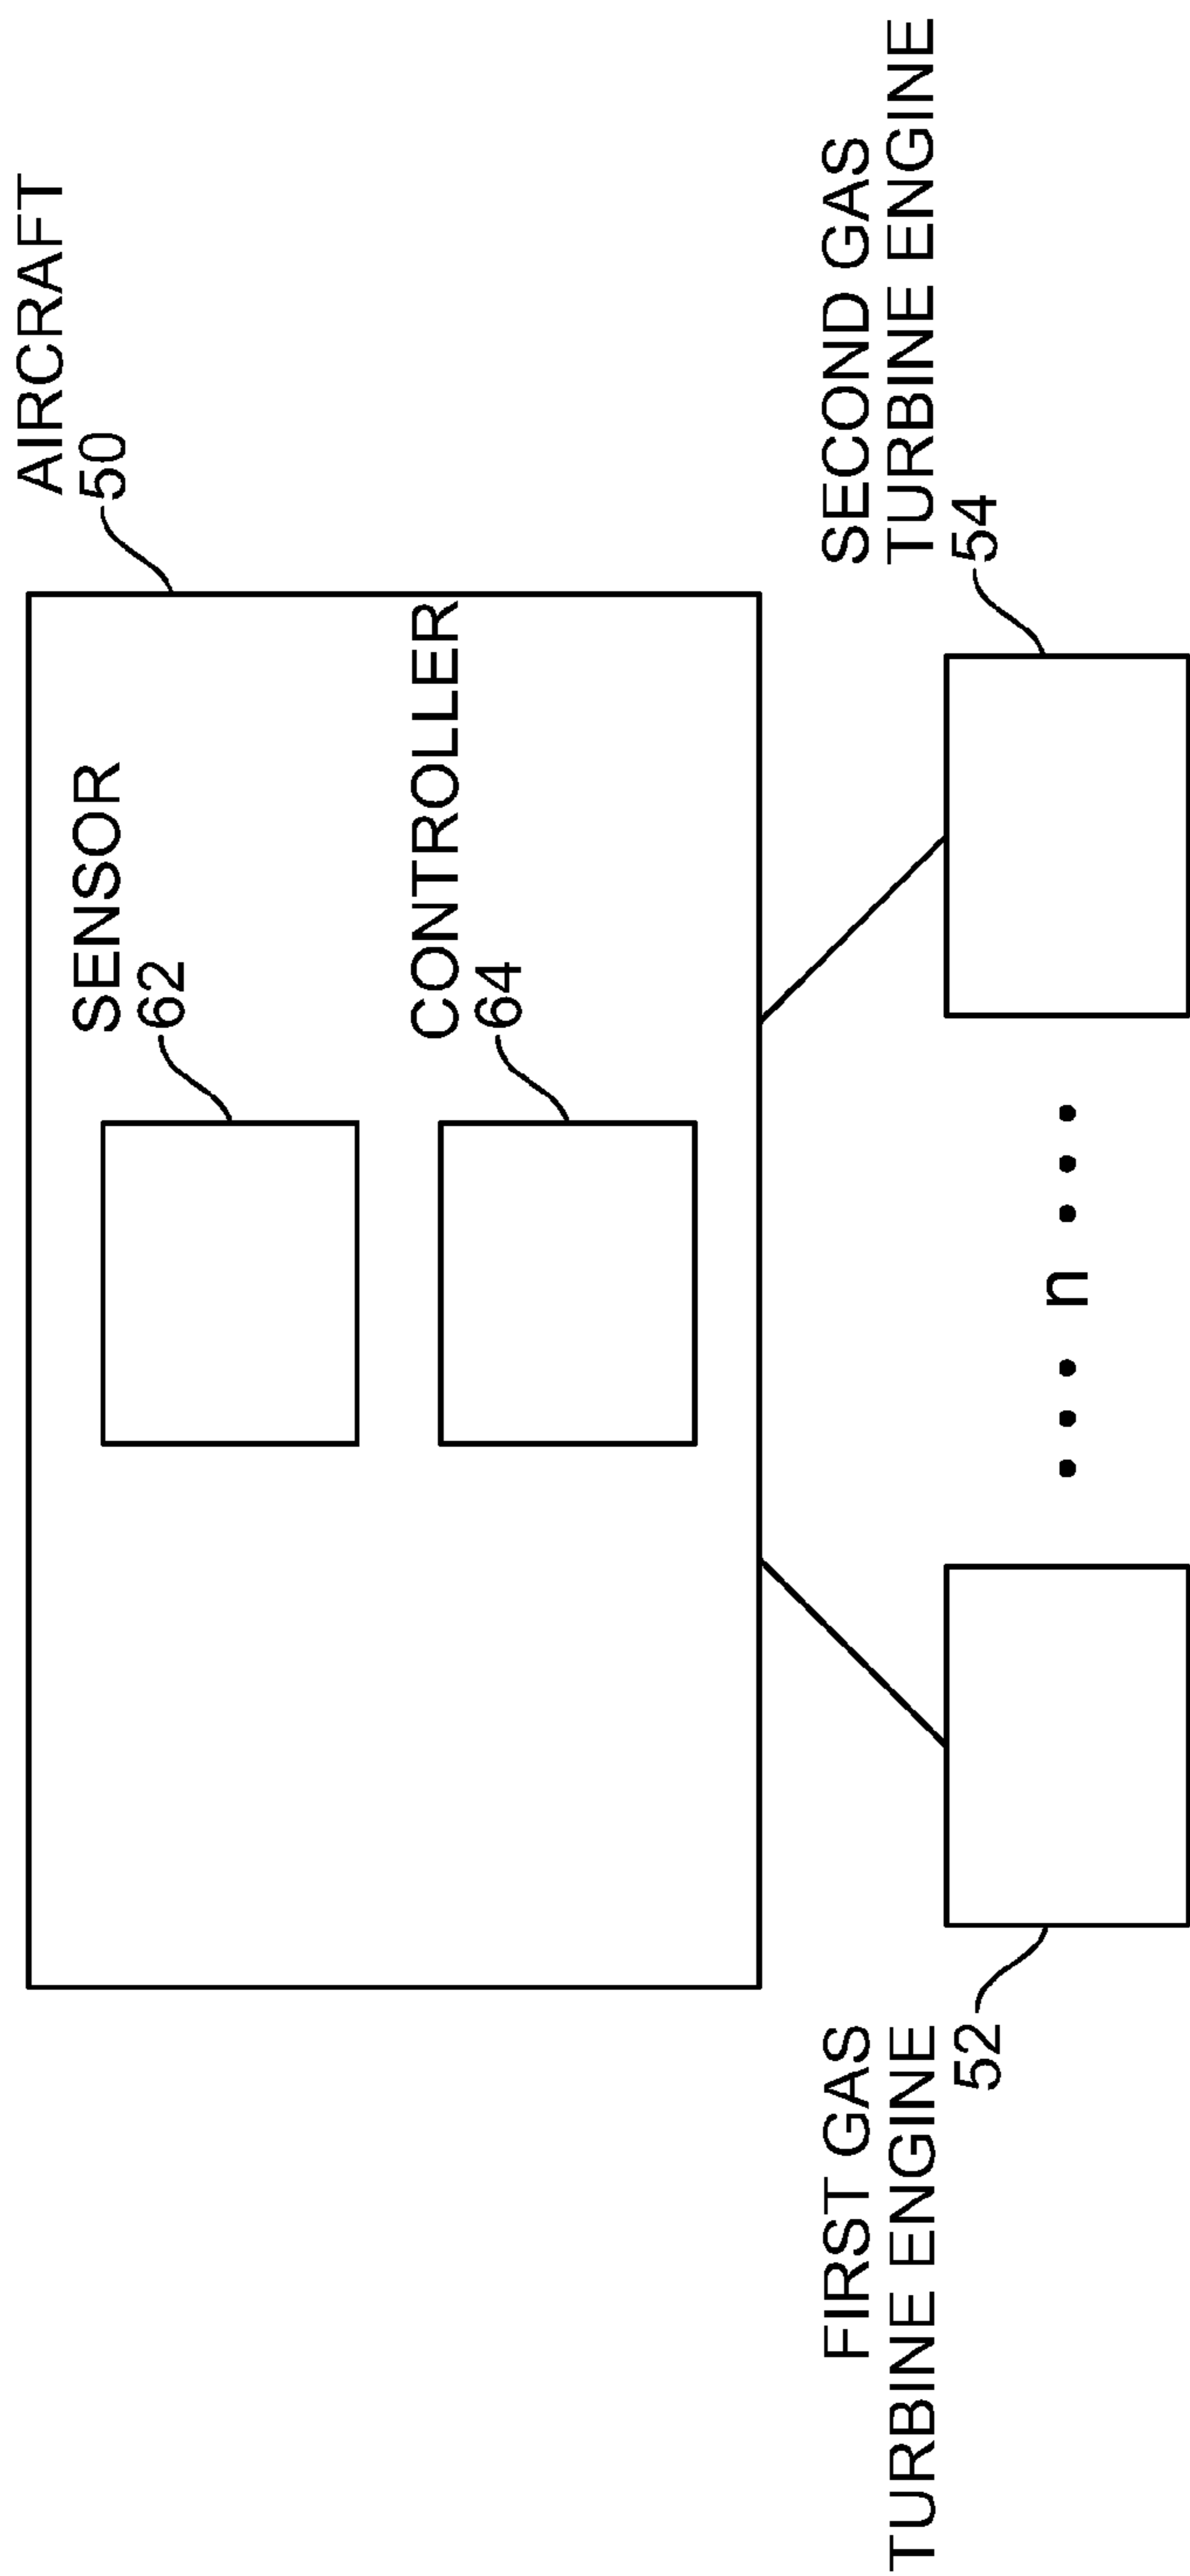 AIRCRAFT
50
SENSOR
62
CONTROLLER
64
FIRST GAS
TURBINE ENGINE
52
n
SECOND GAS
TURBINE ENGINE
54